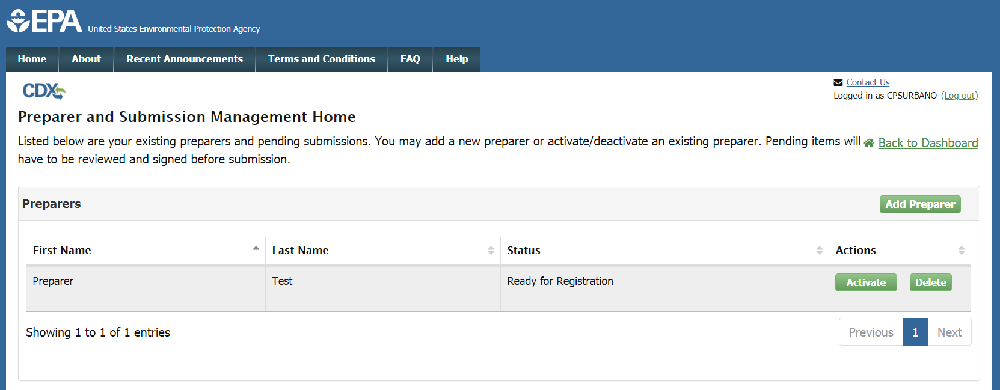 EPA United States Environmental Protection Agency
Home About Recent Announcements Terms and Conditions FAQ Help
CDX
Contact Us
Logged in as CPSURBANO (Log out)
Preparer and Submission Management Home
Listed below are your existing preparers and pending submissions. You may add a new preparer or activate/deactivate an existing preparer. Pending items will
have to be reviewed and signed before submission.
Back to Dashboard
Preparers
Add Preparer
First Name Last Name Status Actions
Preparer Test Ready for Registration Activate Delete
Showing 1 to 1 of 1 entries
Previous 1 Next